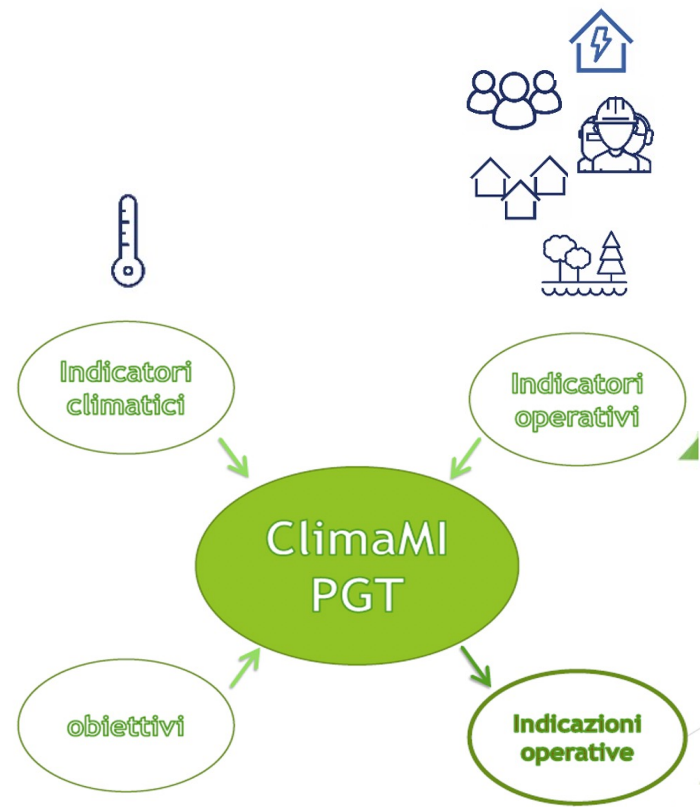 Indicatori
climatici
Indicatori
operativi
ClimaMI
PGT
obiettivi
Indicazioni
operative